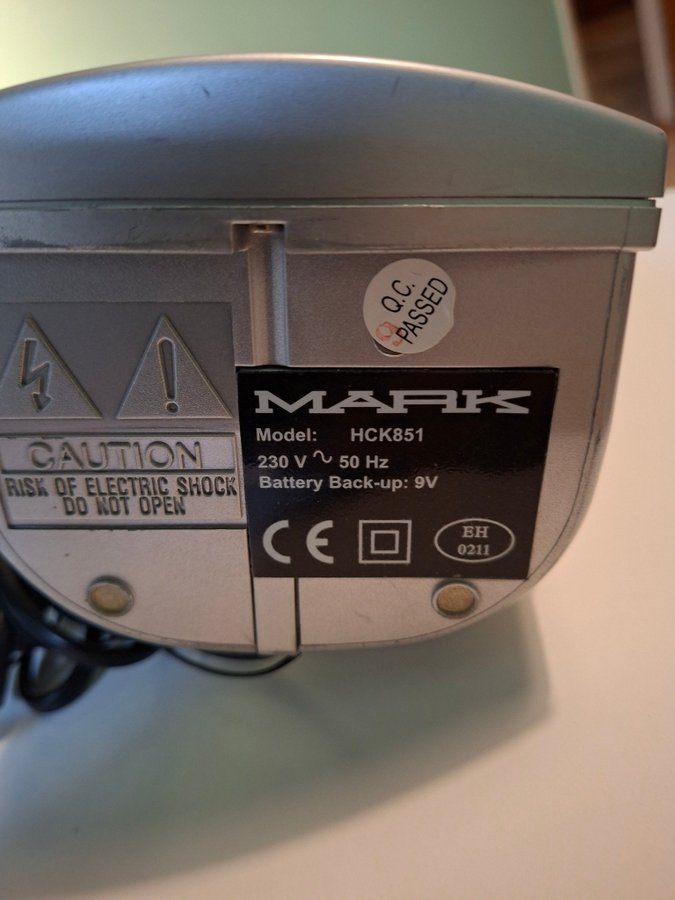 Q.C.
PASSED
MARK
Model: HCK851
230 V ~ 50 Hz
Battery Back-up: 9V
CE
EH
0211
CAUTION
RISK OF ELECTRIC SHOCK
DO NOT OPEN